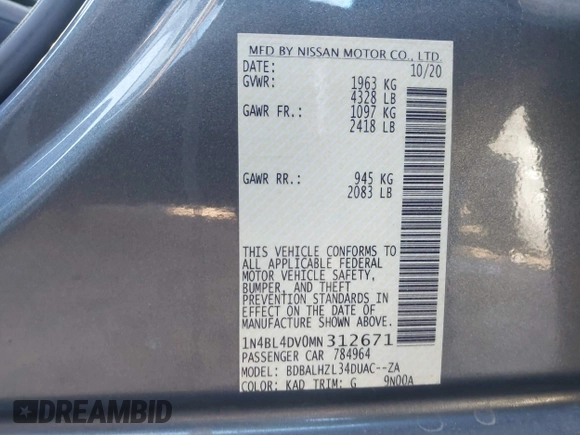 MFD BY NISSAN MOTOR CO., LTD.
DATE: 10/20
GVWR: 1963 KG
4328 LB
GAWR FR.: 1097 KG
2418 LB
GAWR RR.: 945 KG
2083 LB
THIS VEHICLE CONFORMS TO
ALL APPLICABLE FEDERAL
MOTOR VEHICLE SAFETY,
BUMPER, AND THEFT
PREVENTION STANDARDS IN
EFFECT ON THE DATE OF
MANUFACTURE SHOWN ABOVE.
1N4BL4DV0MN312671
PASSENGER CAR 784964
MODEL: BDBALHZL34DUAC--ZA
COLOR: KAD TRIM: G 9N00A
DREAMBID